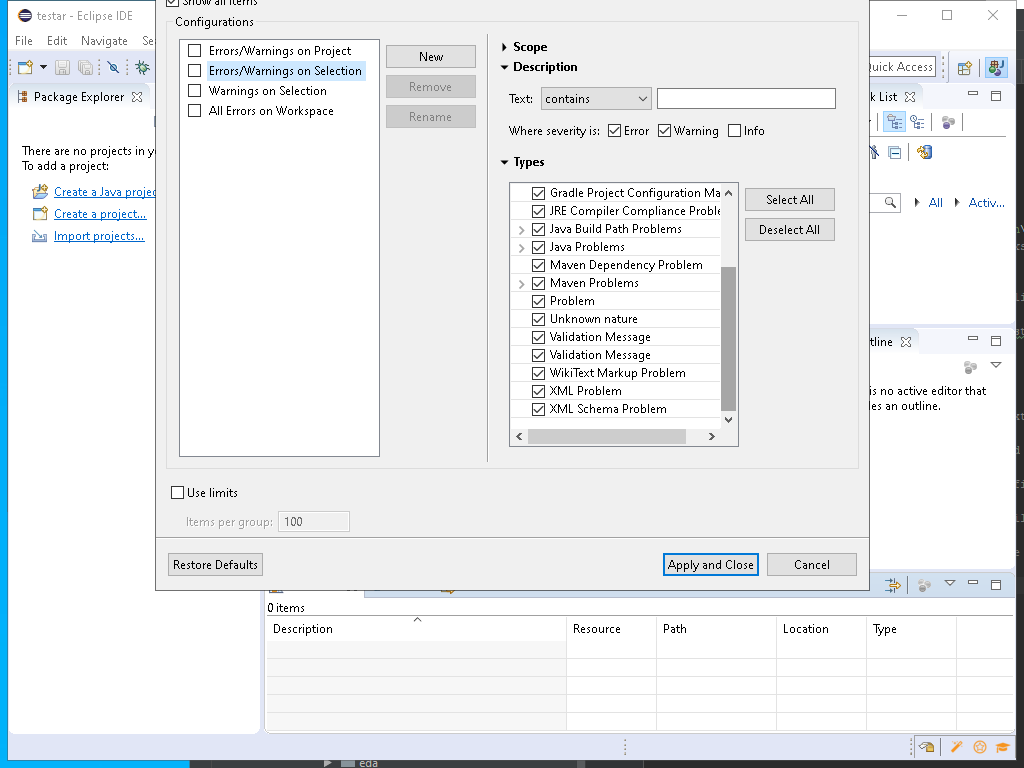 testar - Eclipse IDE
Show all items
File Edit Navigate Se
Configurations
Errors/Warnings on Project
Errors/Warnings on Selection
Warnings on Selection
All Errors on Workspace
New
Remove
Rename
Scope
Description
Text: contains
Where severity is: Error Warning Info
Types
Gradle Project Configuration Ma
JRE Compiler Compliance Proble
Java Build Path Problems
Java Problems
Maven Dependency Problem
Maven Problems
Problem
Unknown nature
Validation Message
Validation Message
WikiText Markup Problem
XML Problem
XML Schema Problem
Select All
Deselect All
Use limits
Items per group: 100
Restore Defaults
Apply and Close
Cancel
Package Explorer
There are no projects in y
To add a project:
Create a Java projec
Create a project...
Import projects...
Quick Access
k List
All Activ...
tline
is no active editor that
les an outline.
0 items
Description Resource Path Location Type
eda